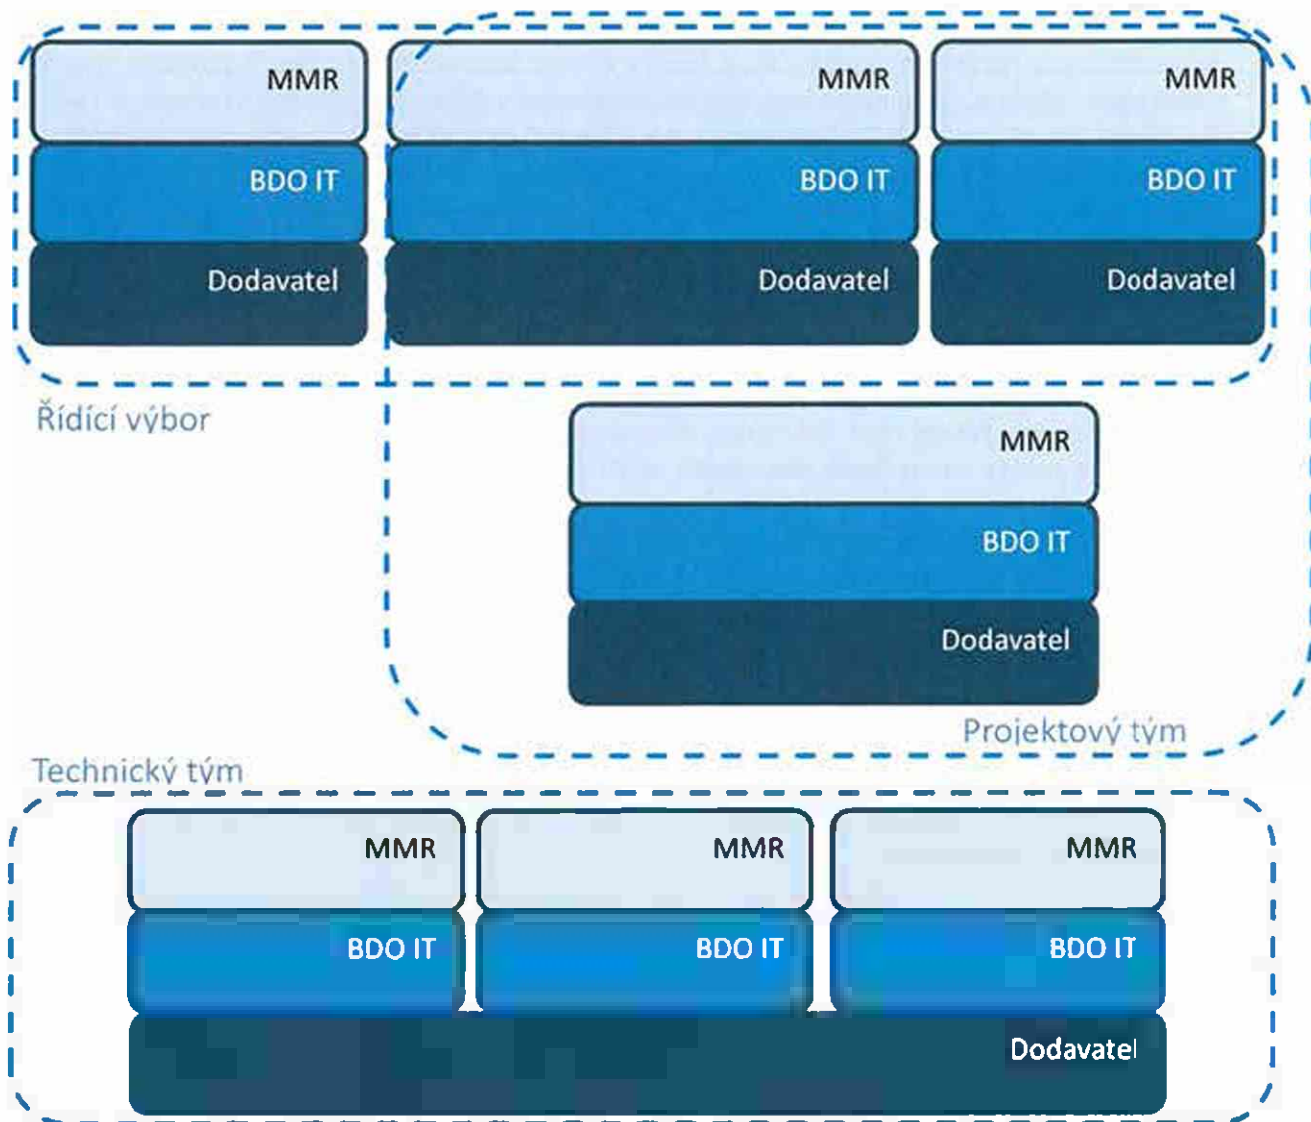 MMR MMR MMR
BDO IT BDO IT BDO IT
Dodavatel Dodavatel Dodavatel
Řídící výbor
MMR
BDO IT
Dodavatel
Projektový tým
Technický tým
MMR MMR MMR
BDO IT BDO IT BDO IT
Dodavatel